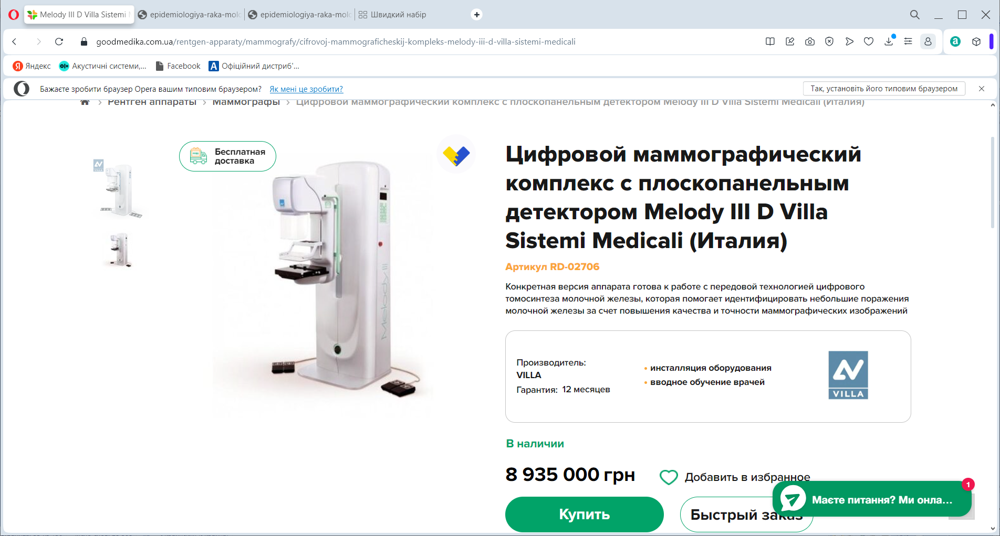 Melody III D Villa Sistemi
epidemiologiya-raka-molo
epidemiologiya-raka-molo
Швидкий набір
goodmedika.com.ua/rentgen-apparaty/mammografy/cifrovoj-mammograficheskij-kompleks-melody-iii-d-villa-sistemi-medicali
Яндекс
Акустичні системи,...
Facebook
Офіційний дистриб'...
Бажаєте зробити браузер Opera вашим типовим браузером? Як мені це зробити?
Так, установіть його типовим браузером
Рентген аппараты > Маммографы > Цифровой маммографический комплекс с плоскопанельным детектором Melody III D Villa Sistemi Medicali (Италия)
Бесплатная
доставка
VILLA
Melody III
Цифровой маммографический
комплекс с плоскопанельным
детектором Melody III D Villa
Sistemi Medicali (Италия)
Артикул RD-02706
Конкретная версия аппарата готова к работе с передовой технологией цифрового
томосинтеза молочной железы, которая помогает идентифицировать небольшие поражения
молочной железы за счет повышения качества и точности маммографических изображений
Производитель:
VILLA
Гарантия: 12 месяцев
• инсталляция оборудования
• вводное обучение врачей
VILLA
В наличии
8 935 000 грн
Добавить в избранное
1
Маєте питання? Ми онла...
Купить
Быстрый заказ